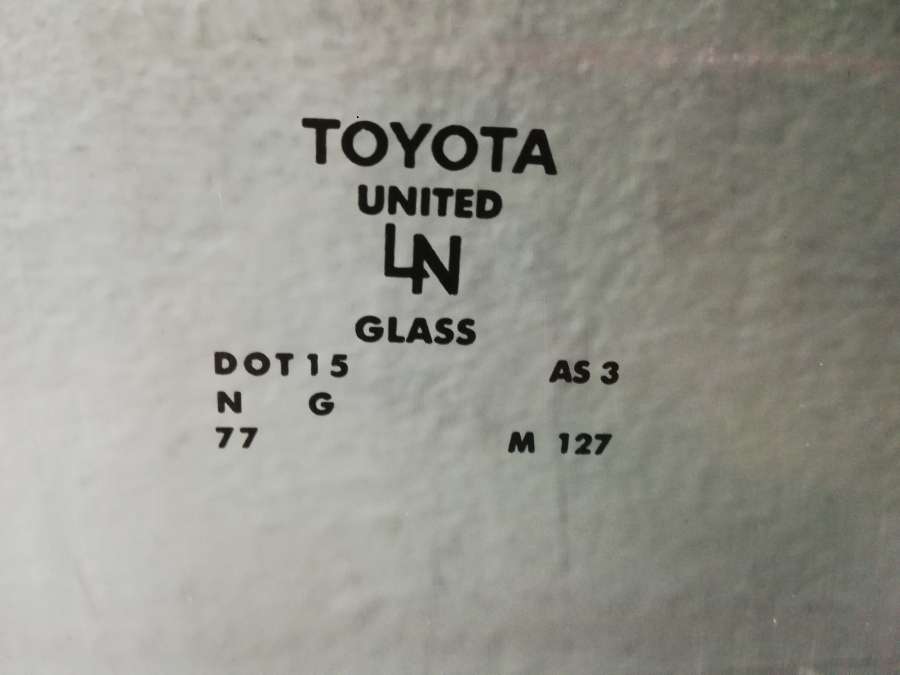 TOYOTA
UNITED
LN
GLASS
DOT 15 AS 3
N G
77 M 127